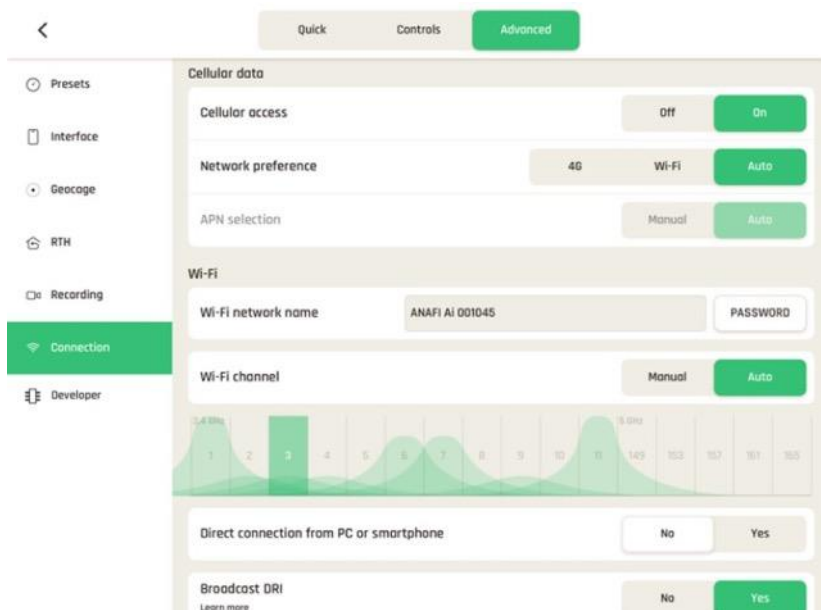 Quick Controls Advanced
Presets
Interface
Geocage
RTH
Recording
Connection
Developer
Cellular data
Cellular access Off On
Network preference 4G Wi-Fi Auto
APN selection Manual Auto
Wi-Fi
Wi-Fi network name ANAFI Ai 001045 PASSWORD
Wi-Fi channel Manual Auto
2.4 GHz 5 GHz
1 2 3 4 5 6 7 8 9 10 11 149 153 157 161 165
Direct connection from PC or smartphone No Yes
Broadcast DRI No Yes
Learn more